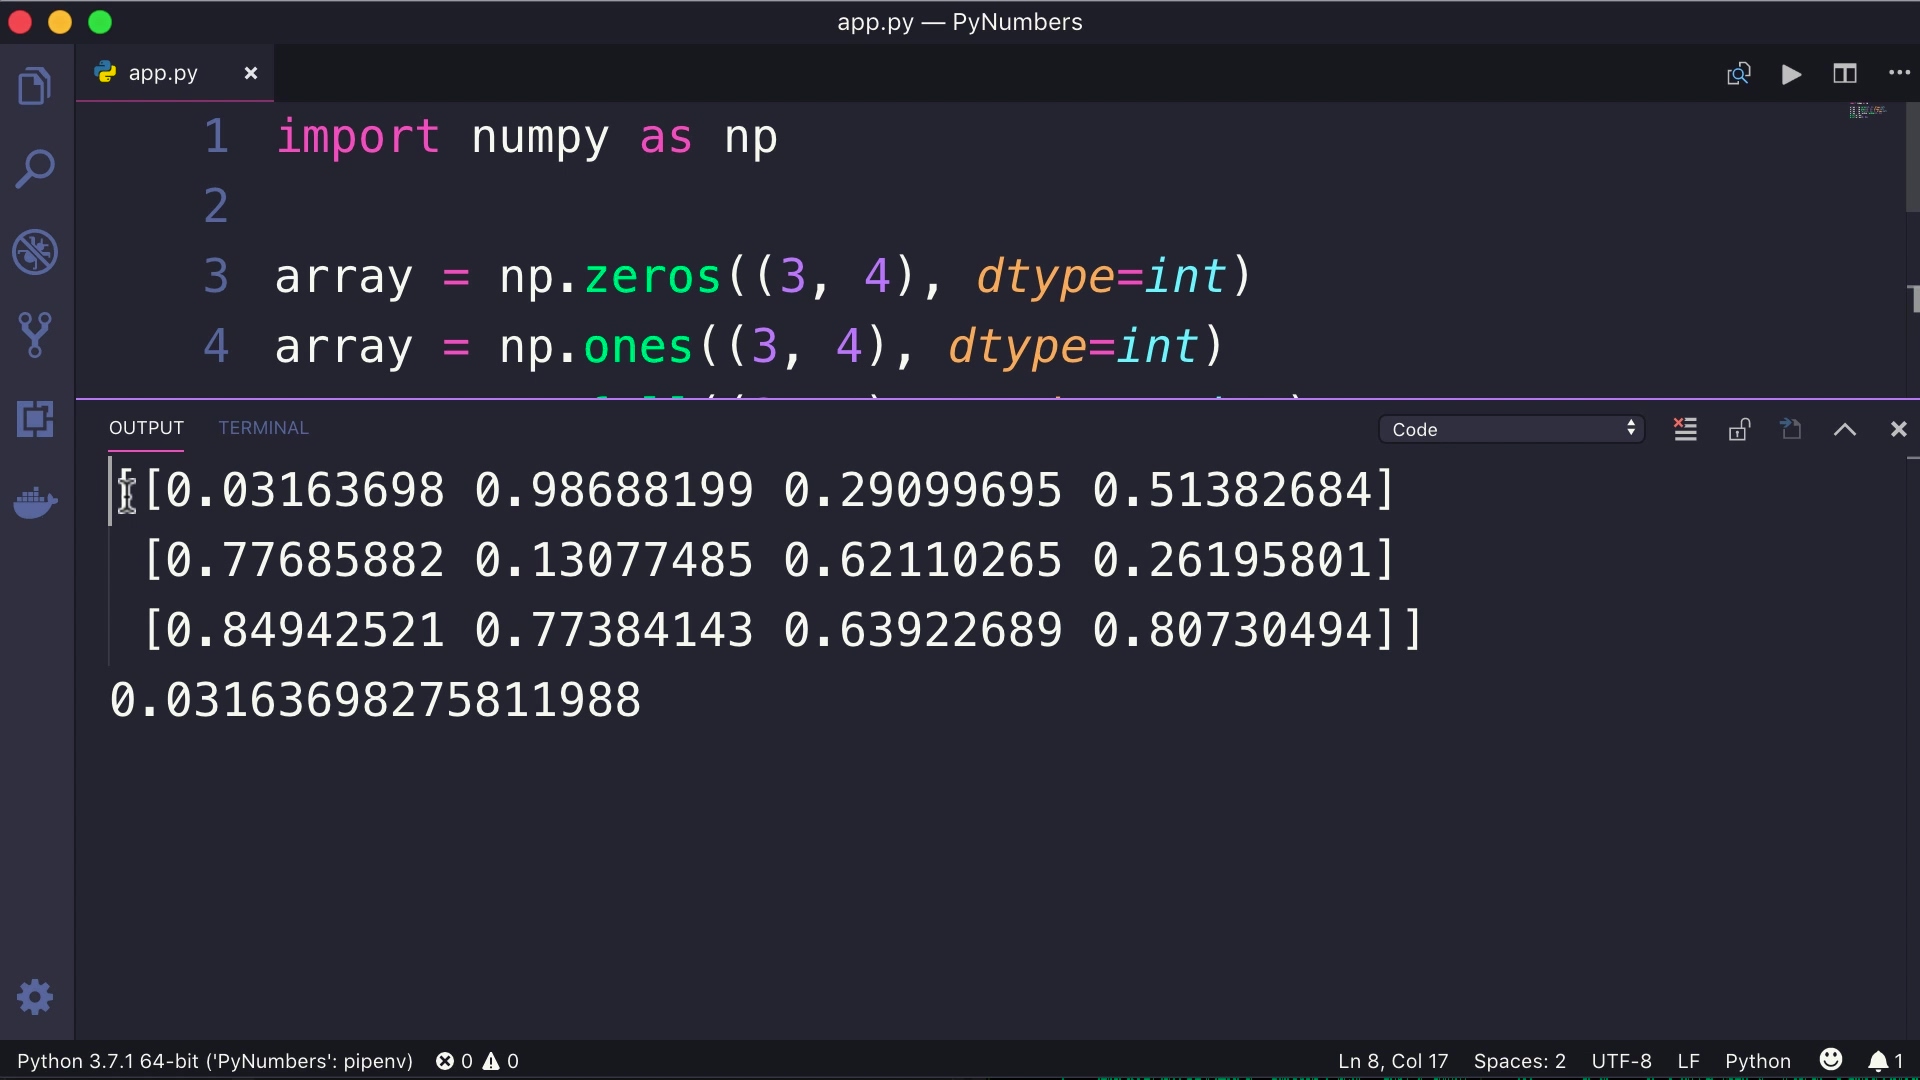 app.py — PyNumbers
app.py
1 import numpy as np
2
3 array = np.zeros((3, 4), dtype=int)
4 array = np.ones((3, 4), dtype=int)
OUTPUT TERMINAL Code
[[0.03163698 0.98688199 0.29099695 0.51382684]
[0.77685882 0.13077485 0.62110265 0.26195801]
[0.84942521 0.77384143 0.63922689 0.80730494]]
0.03163698275811988
Python 3.7.1 64-bit ('PyNumbers': pipenv) 0 0 Ln 8, Col 17 Spaces: 2 UTF-8 LF Python 1